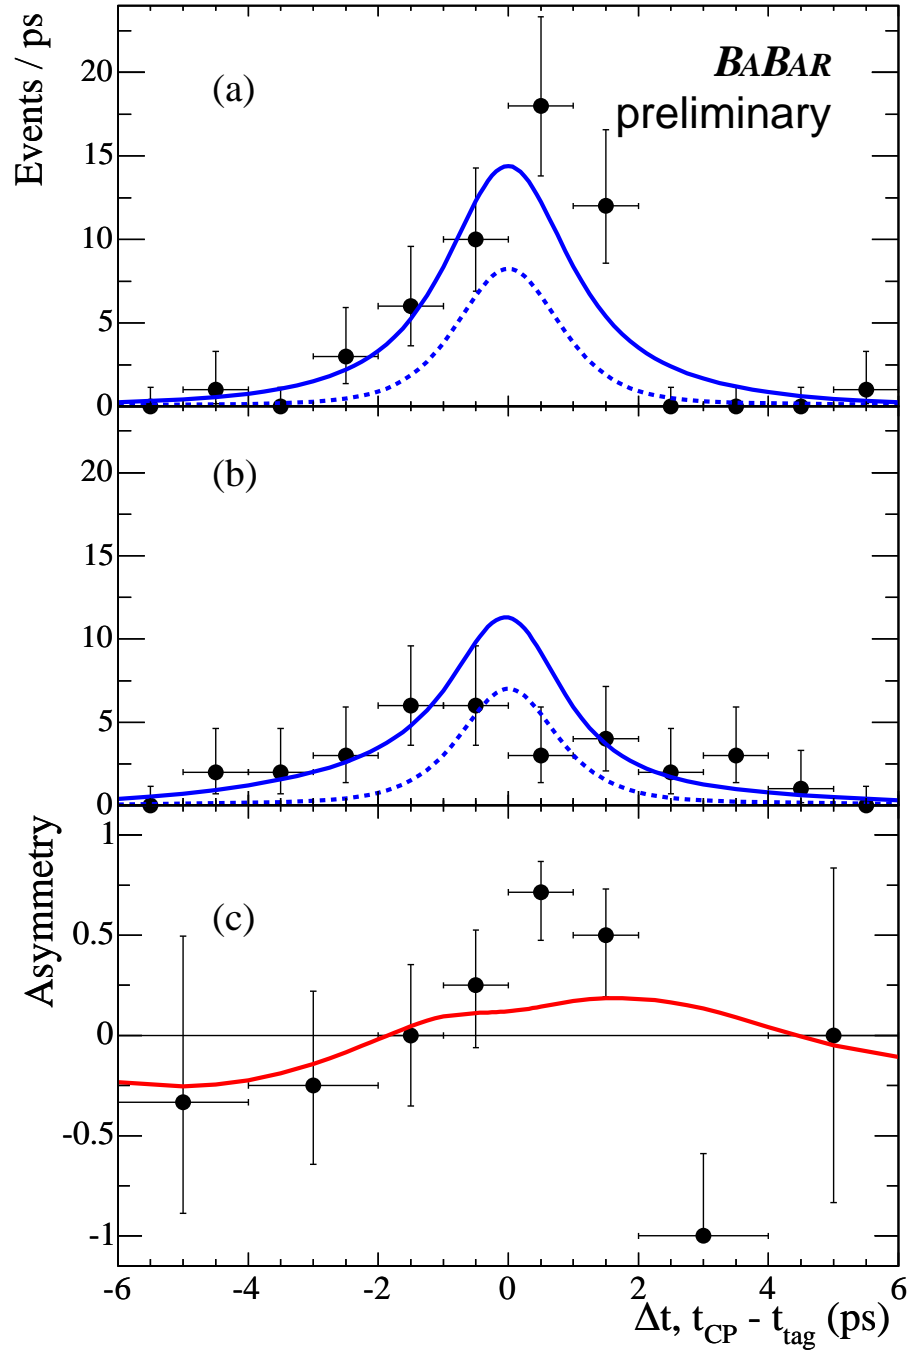 Events / ps
20
15
10
5
0
(a)
BABAR
preliminary
20
15
10
5
0
(b)
Asymmetry
1
0.5
0
-0.5
-1
(c)
-6 -4 -2 0 2 4 6
Δt, t_CP - t_tag (ps)